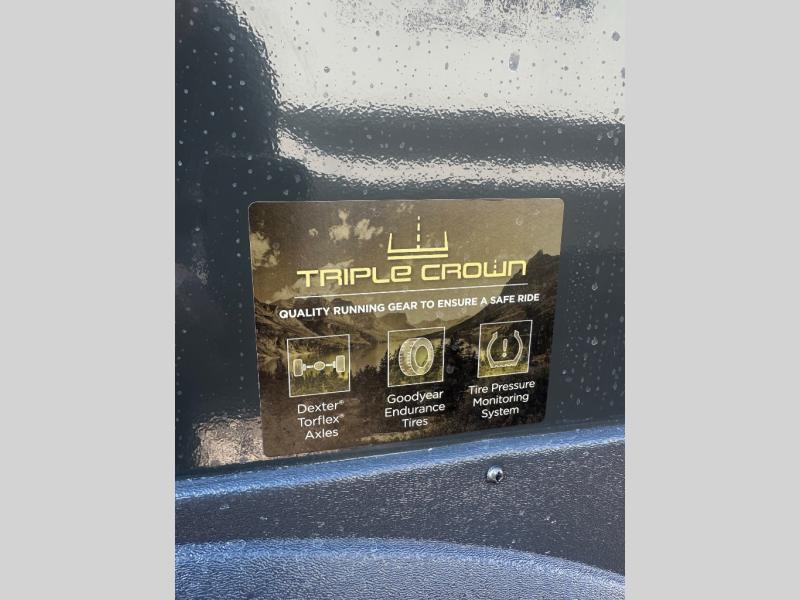 TRIPLE CROWN
QUALITY RUNNING GEAR TO ENSURE A SAFE RIDE
Dexter®
Torflex®
Axles
Goodyear
Endurance
Tires
Tire Pressure
Monitoring
System